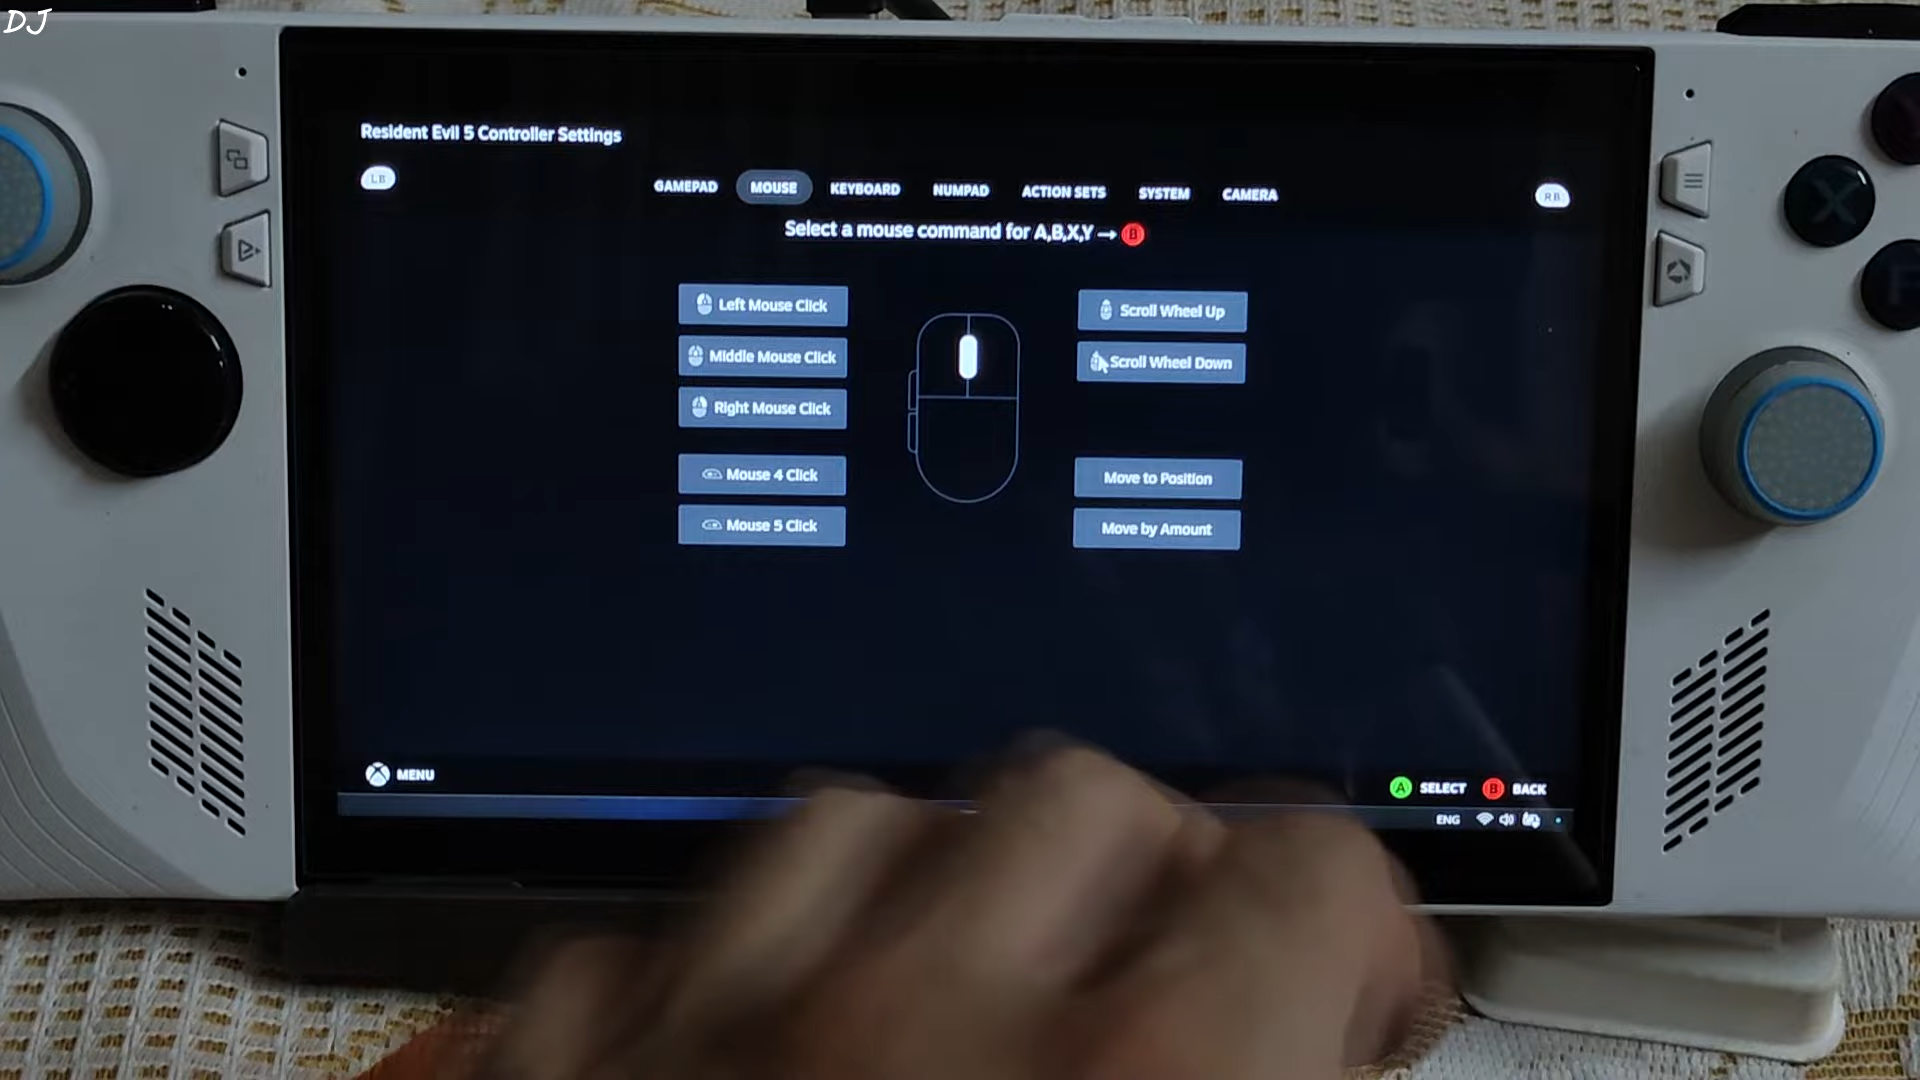 DJ
Resident Evil 5 Controller Settings
LB
GAMEPAD MOUSE KEYBOARD NUMPAD ACTION SETS SYSTEM CAMERA
RB
Select a mouse command for A,B,X,Y → B
Left Mouse Click
Middle Mouse Click
Right Mouse Click
Mouse 4 Click
Mouse 5 Click
Scroll Wheel Up
Scroll Wheel Down
Move to Position
Move by Amount
X
MENU
A SELECT B BACK
ENG